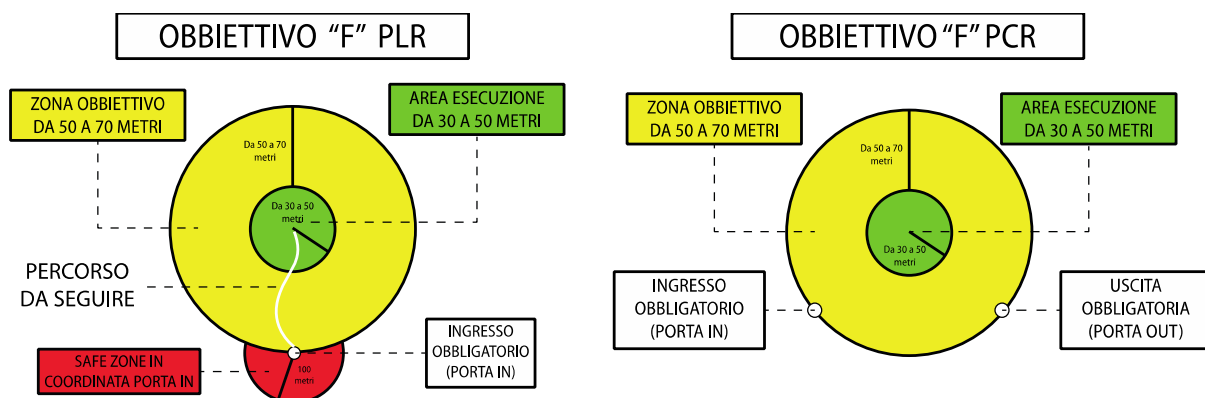 OBBIETTIVO “F” PLR
ZONA OBBIETTIVO
DA 50 A 70 METRI
AREA ESECUZIONE
DA 30 A 50 METRI
Da 50 a 70
metri
Da 30 a 50
metri
PERCORSO
DA SEGUIRE
INGRESSO
OBBLIGATORIO
(PORTA IN)
SAFE ZONE IN
COORDINATA PORTA IN
100
metri
OBBIETTIVO “F” PCR
ZONA OBBIETTIVO
DA 50 A 70 METRI
AREA ESECUZIONE
DA 30 A 50 METRI
Da 50 a 70
metri
Da 30 a 50
metri
INGRESSO
OBBLIGATORIO
(PORTA IN)
USCITA
OBBLIGATORIA
(PORTA OUT)